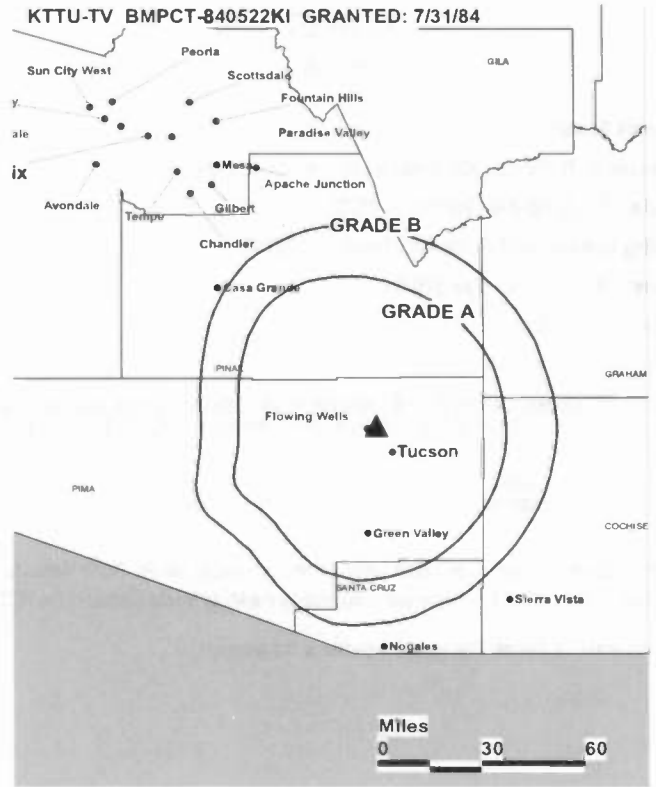 KTTU-TV BMPCT-840522KI GRANTED: 7/31/84
Peoria
Sun City West
Scottsdale
GILA
Fountain Hills
y
ale
Paradise Valley
ix
Mesa
Apache Junction
Avondale
Tempe
Gilbert
Chandler
GRADE B
Casa Grande
GRADE A
PINAL
GRAHAM
Flowing Wells
Tucson
PIMA
COCHISE
Green Valley
SANTA CRUZ
Sierra Vista
Nogales
Miles
0 30 60